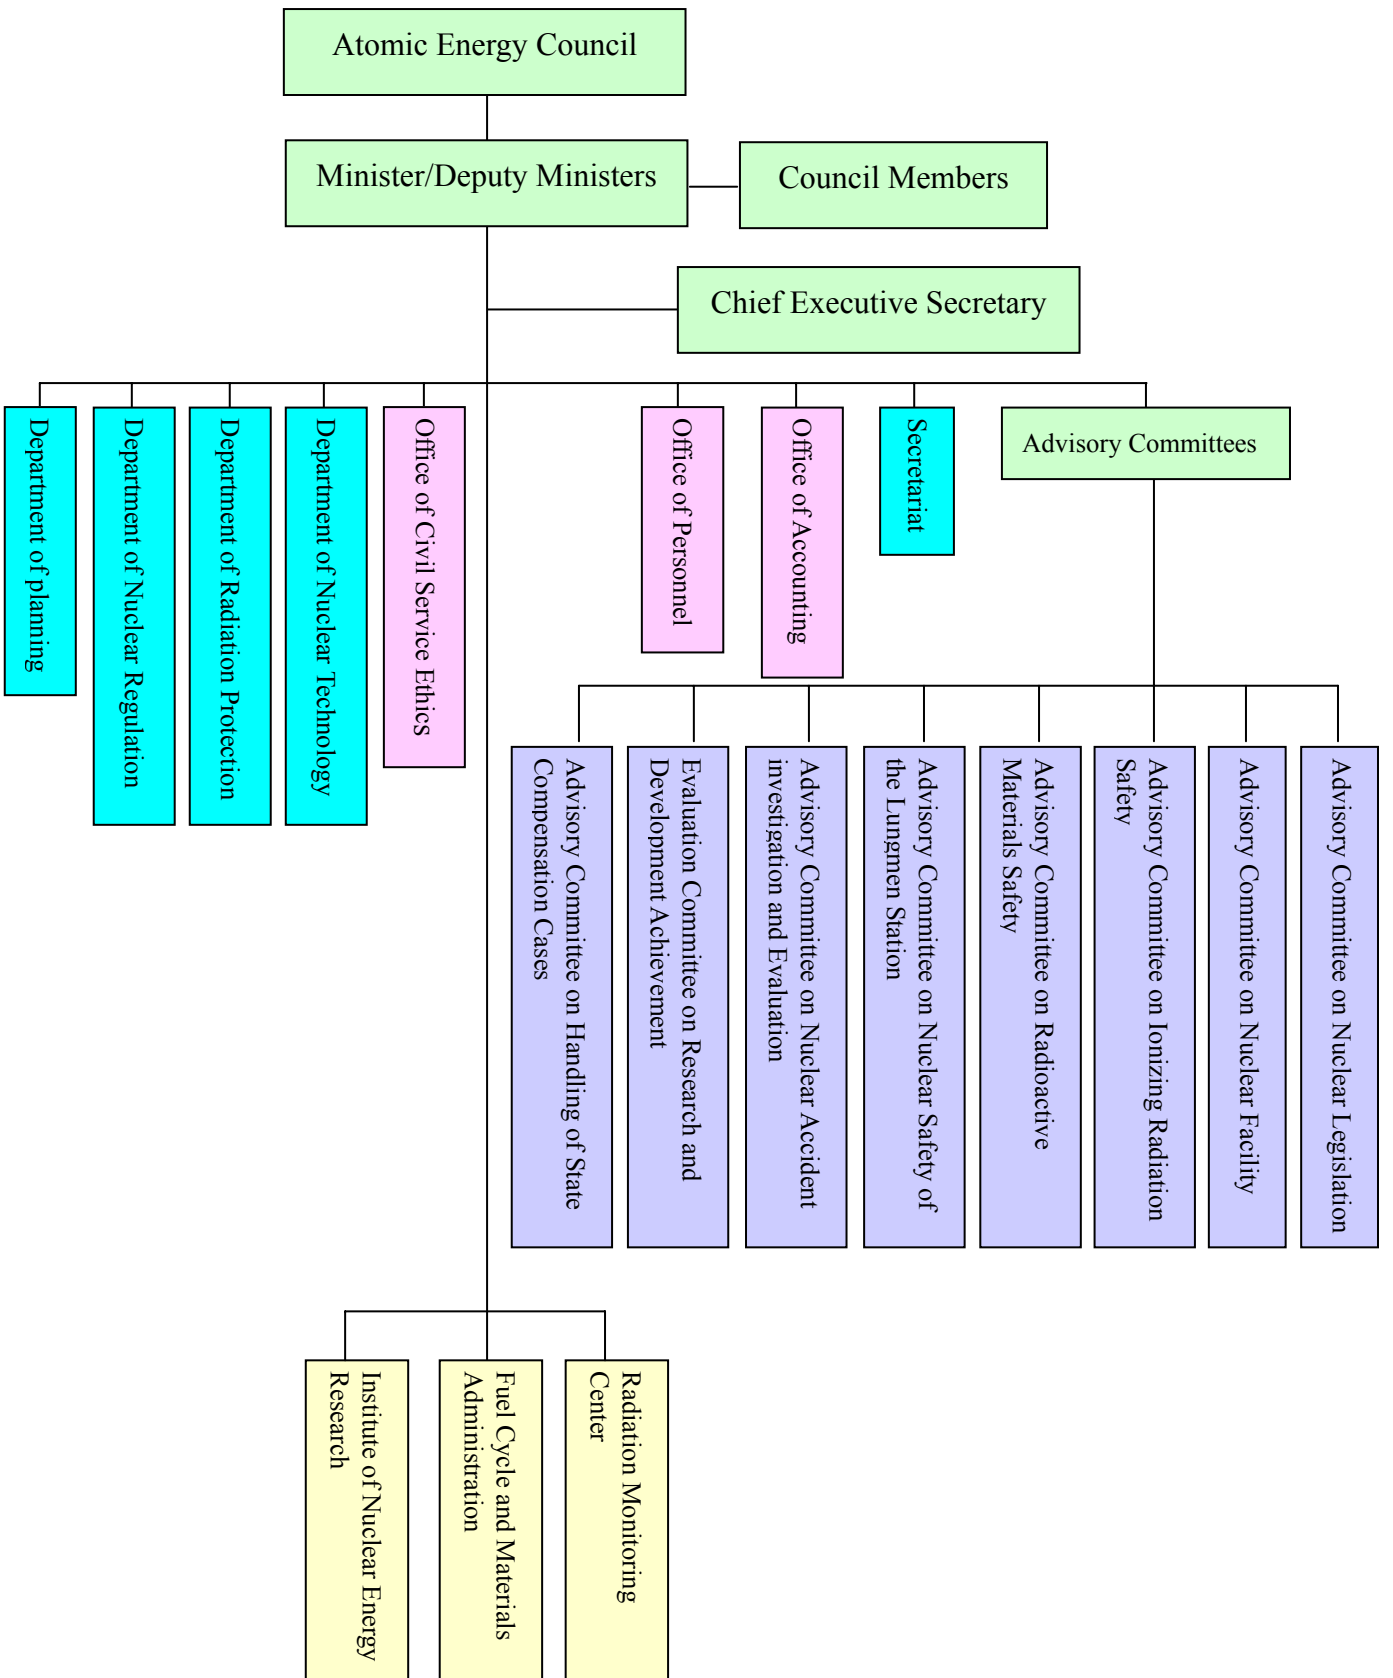 Atomic Energy Council
Minister/Deputy Ministers
Council Members
Chief Executive Secretary
Department of planning
Department of Nuclear Regulation
Department of Radiation Protection
Department of Nuclear Technology
Office of Civil Service Ethics
Office of Personnel
Office of Accounting
Secretariat
Advisory Committees
Advisory Committee on Handling of State
Compensation Cases
Evaluation Committee on Research and
Development Achievement
Advisory Committee on Nuclear Accident
investigation and Evaluation
Advisory Committee on Nuclear Safety of
the Lungmen Station
Advisory Committee on Radioactive
Materials Safety
Advisory Committee on Ionizing Radiation
Safety
Advisory Committee on Nuclear Facility
Advisory Committee on Nuclear Legislation
Institute of Nuclear Energy
Research
Fuel Cycle and Materials
Administration
Radiation Monitoring
Center